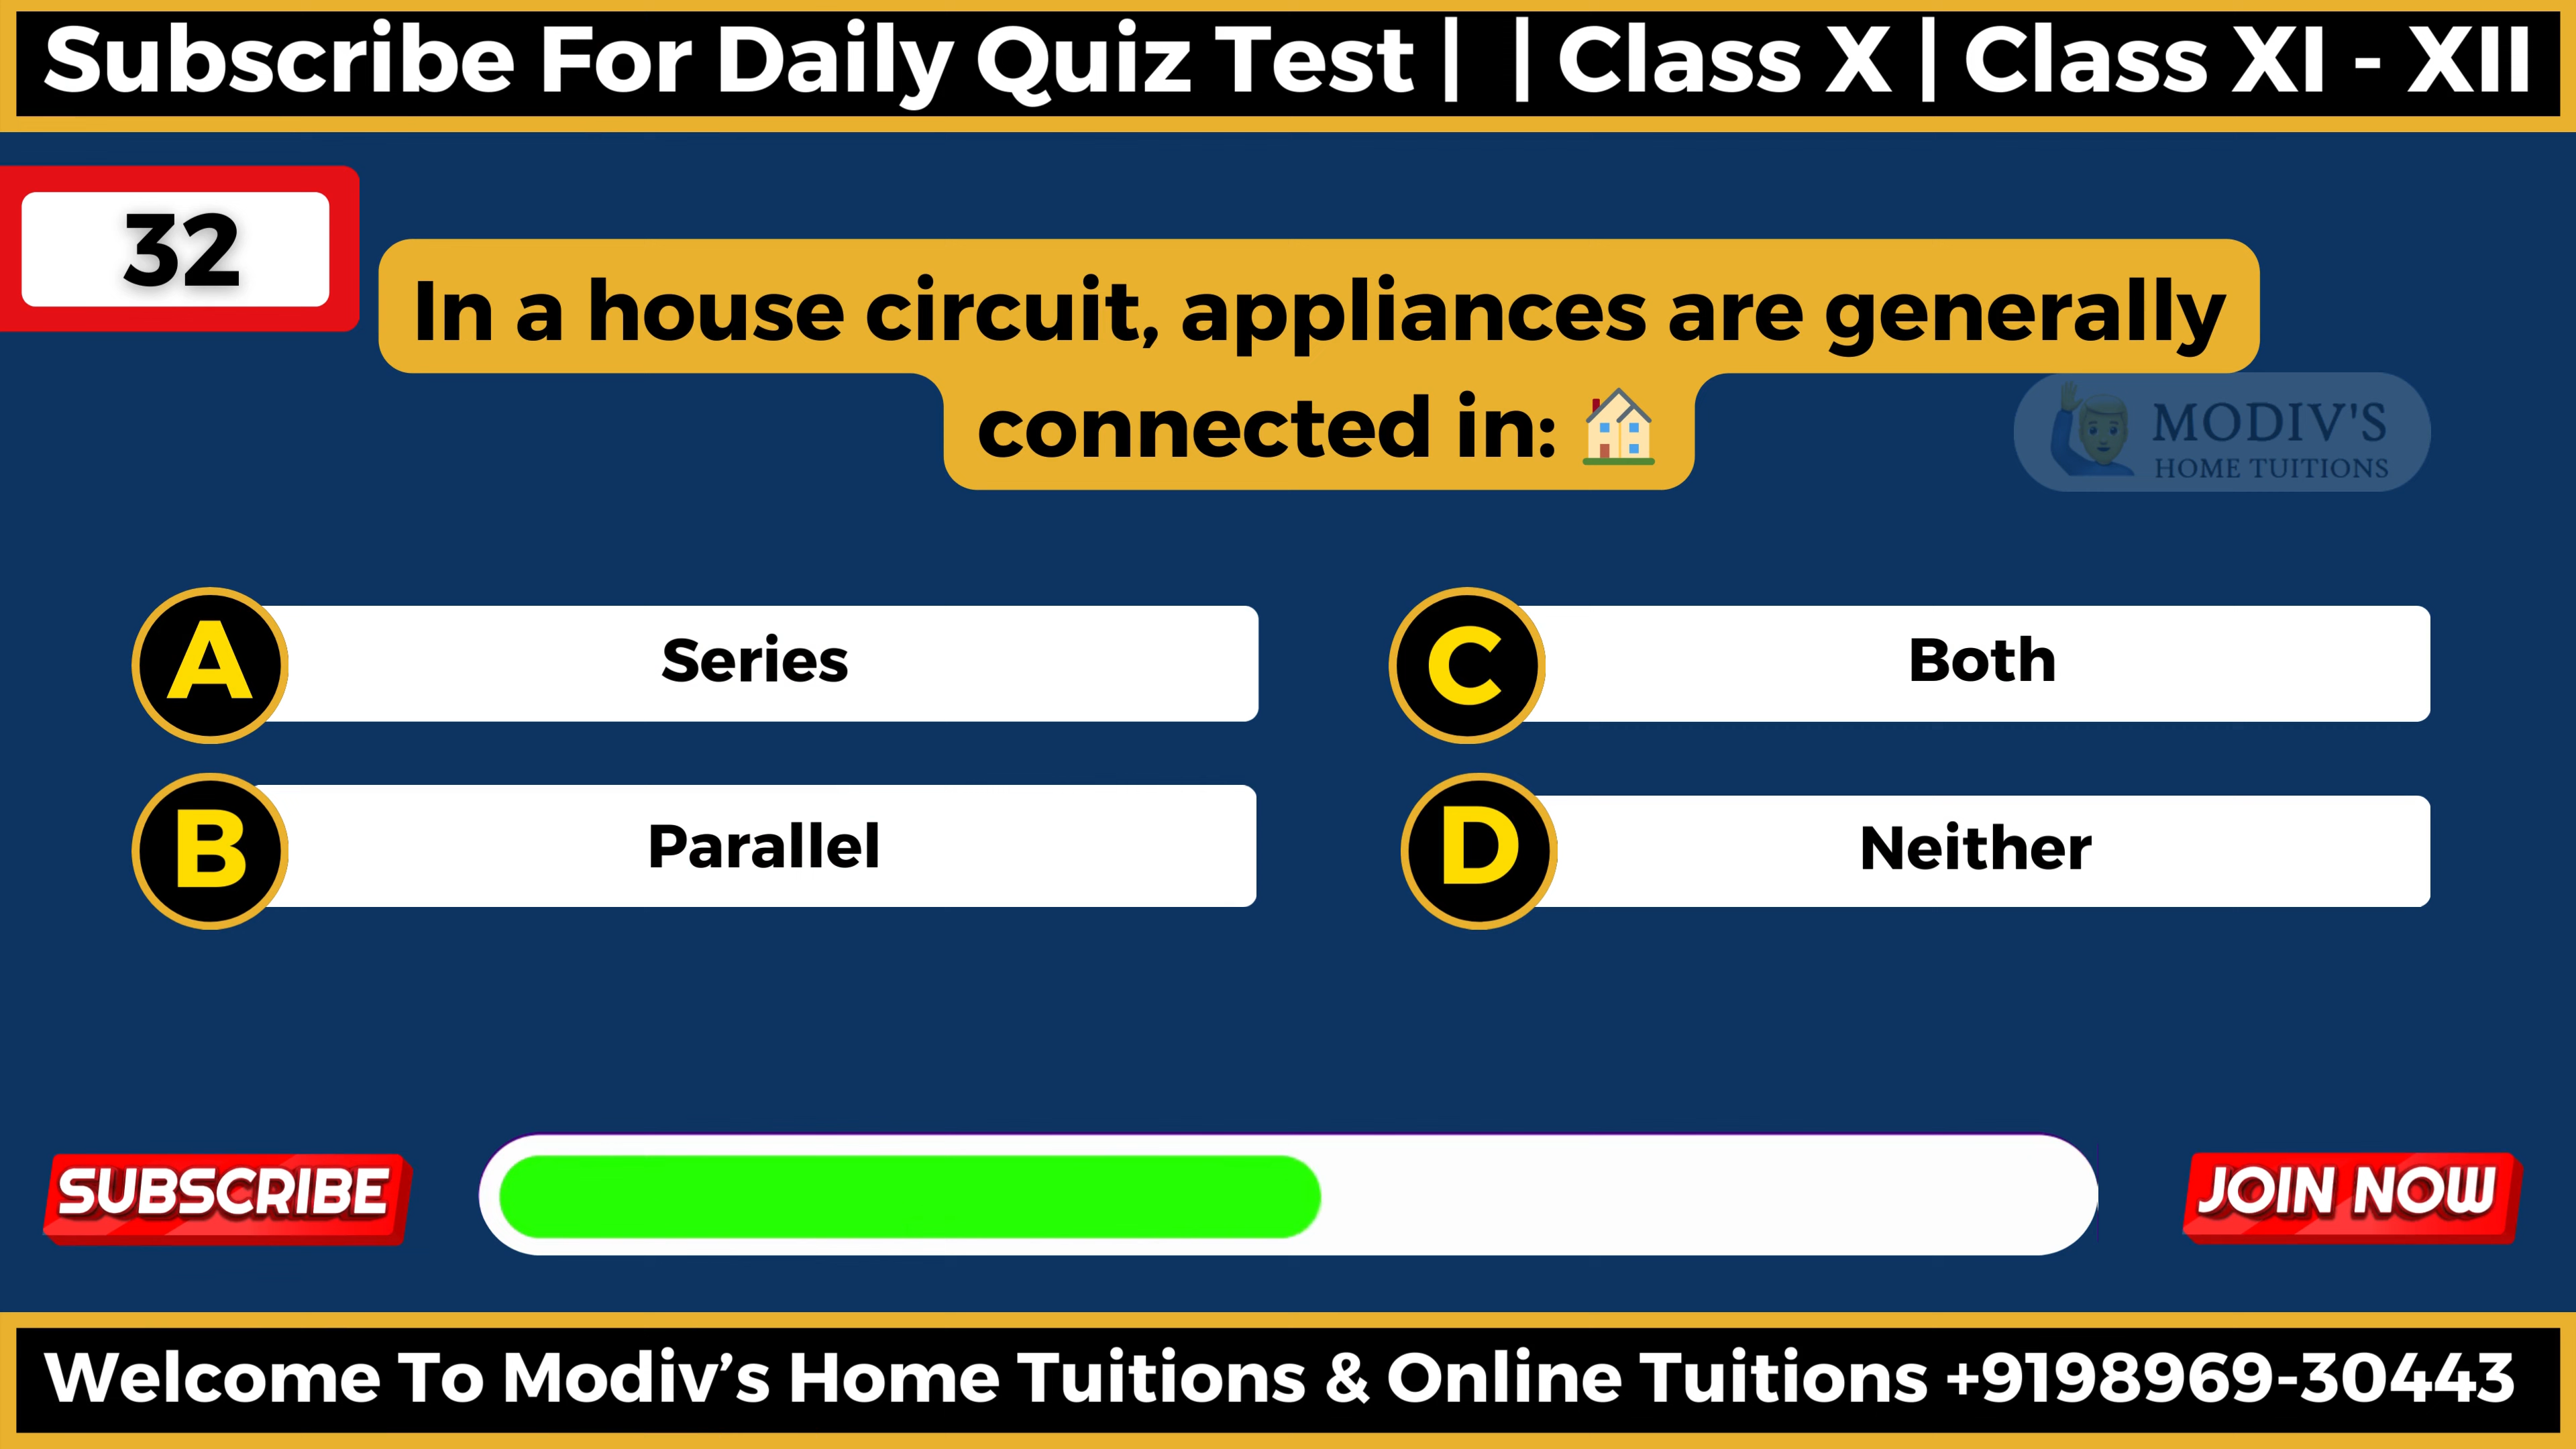 Subscribe For Daily Quiz Test | | Class X | Class XI - XII
32
In a house circuit, appliances are generally
connected in:
MODIV'S
HOME TUITIONS
A Series
C Both
B Parallel
D Neither
SUBSCRIBE
JOIN NOW
Welcome To Modiv’s Home Tuitions & Online Tuitions +9198969-30443